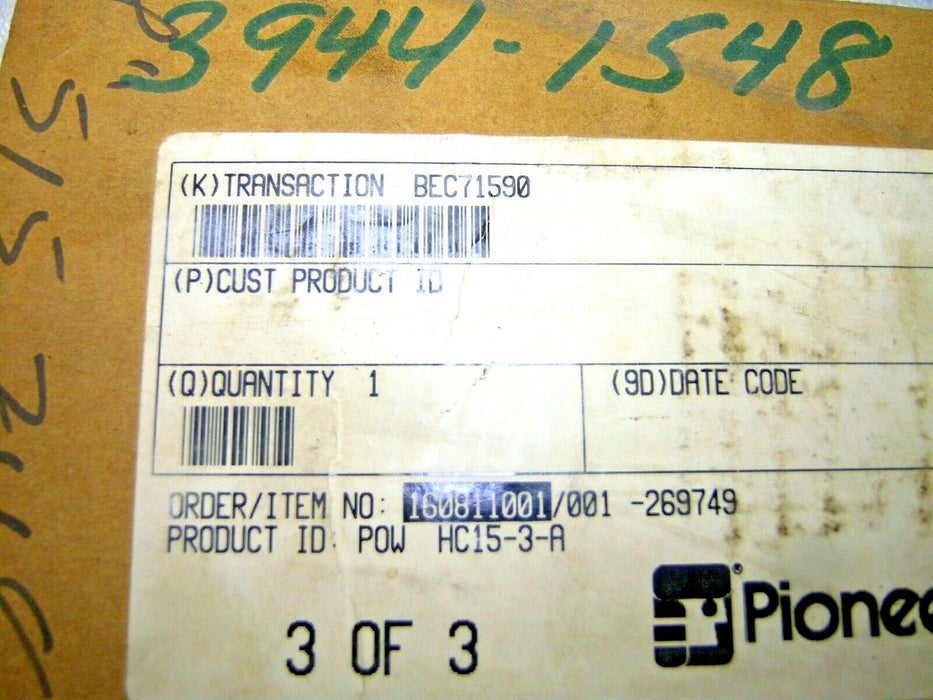 3944-1548
(K)TRANSACTION BEC71590
(P)CUST PRODUCT ID
(Q)QUANTITY 1
(9D)DATE CODE
ORDER/ITEM NO: 160811001/001 -269749
PRODUCT ID: POW HC15-3-A
3 OF 3
Pionee